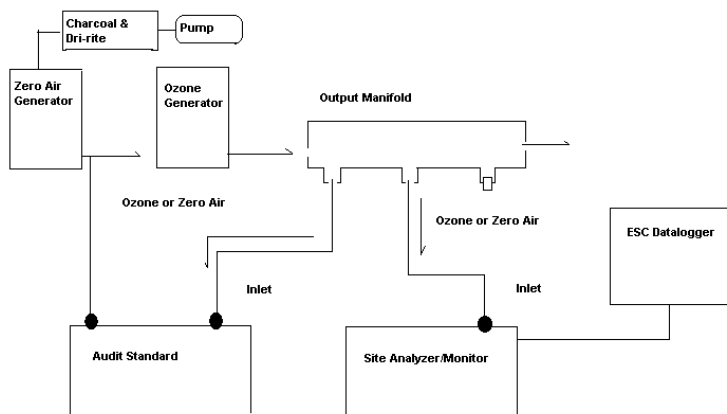 Charcoal &
Dri-rite
Pump
Zero Air
Generator
Ozone
Generator
Output Manifold
Ozone or Zero Air
Ozone or Zero Air
ESC Datalogger
Inlet
Inlet
Audit Standard
Site Analyzer/Monitor